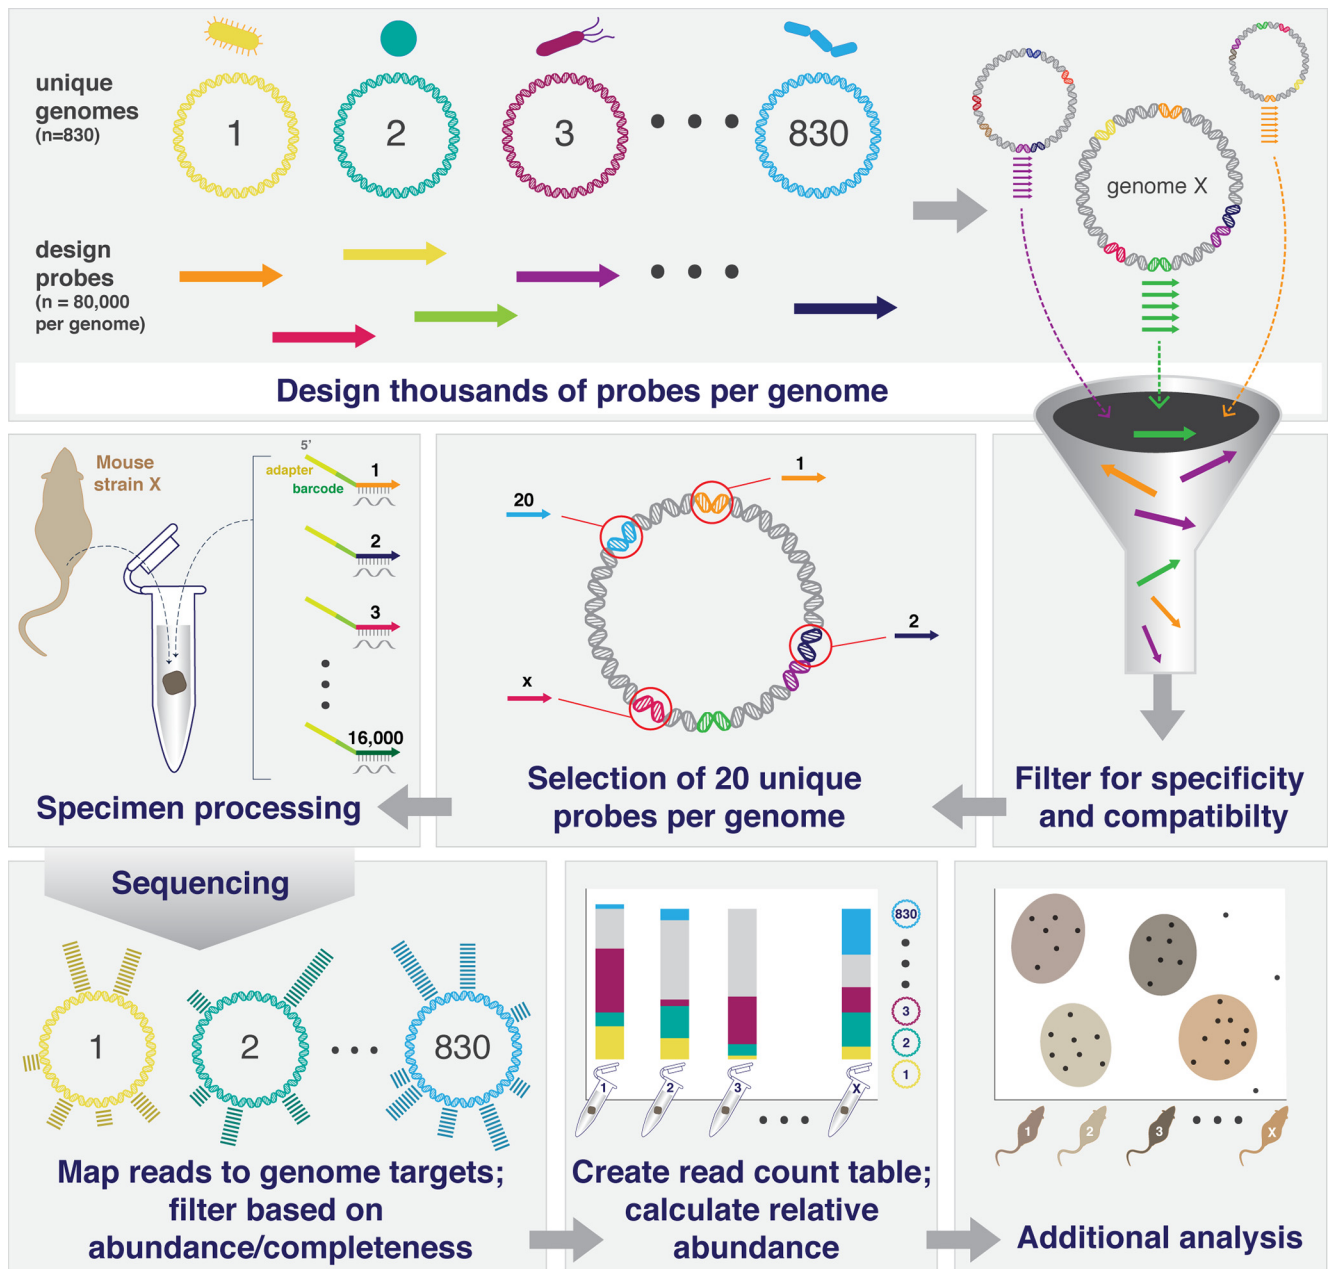 unique
genomes
(n=830)
1
2
3
830
genome X
design
probes
(n = 80,000
per genome)
Design thousands of probes per genome
Mouse
strain X
5'
adapter
barcode
1
2
3
16,000
Specimen processing
20
1
2
x
Selection of 20 unique
probes per genome
Filter for specificity
and compatibilty
Sequencing
1
2
830
Map reads to genome targets;
filter based on
abundance/completeness
830
3
2
1
1
2
3
X
Create read count table;
calculate relative
abundance
1
2
3
X
Additional analysis